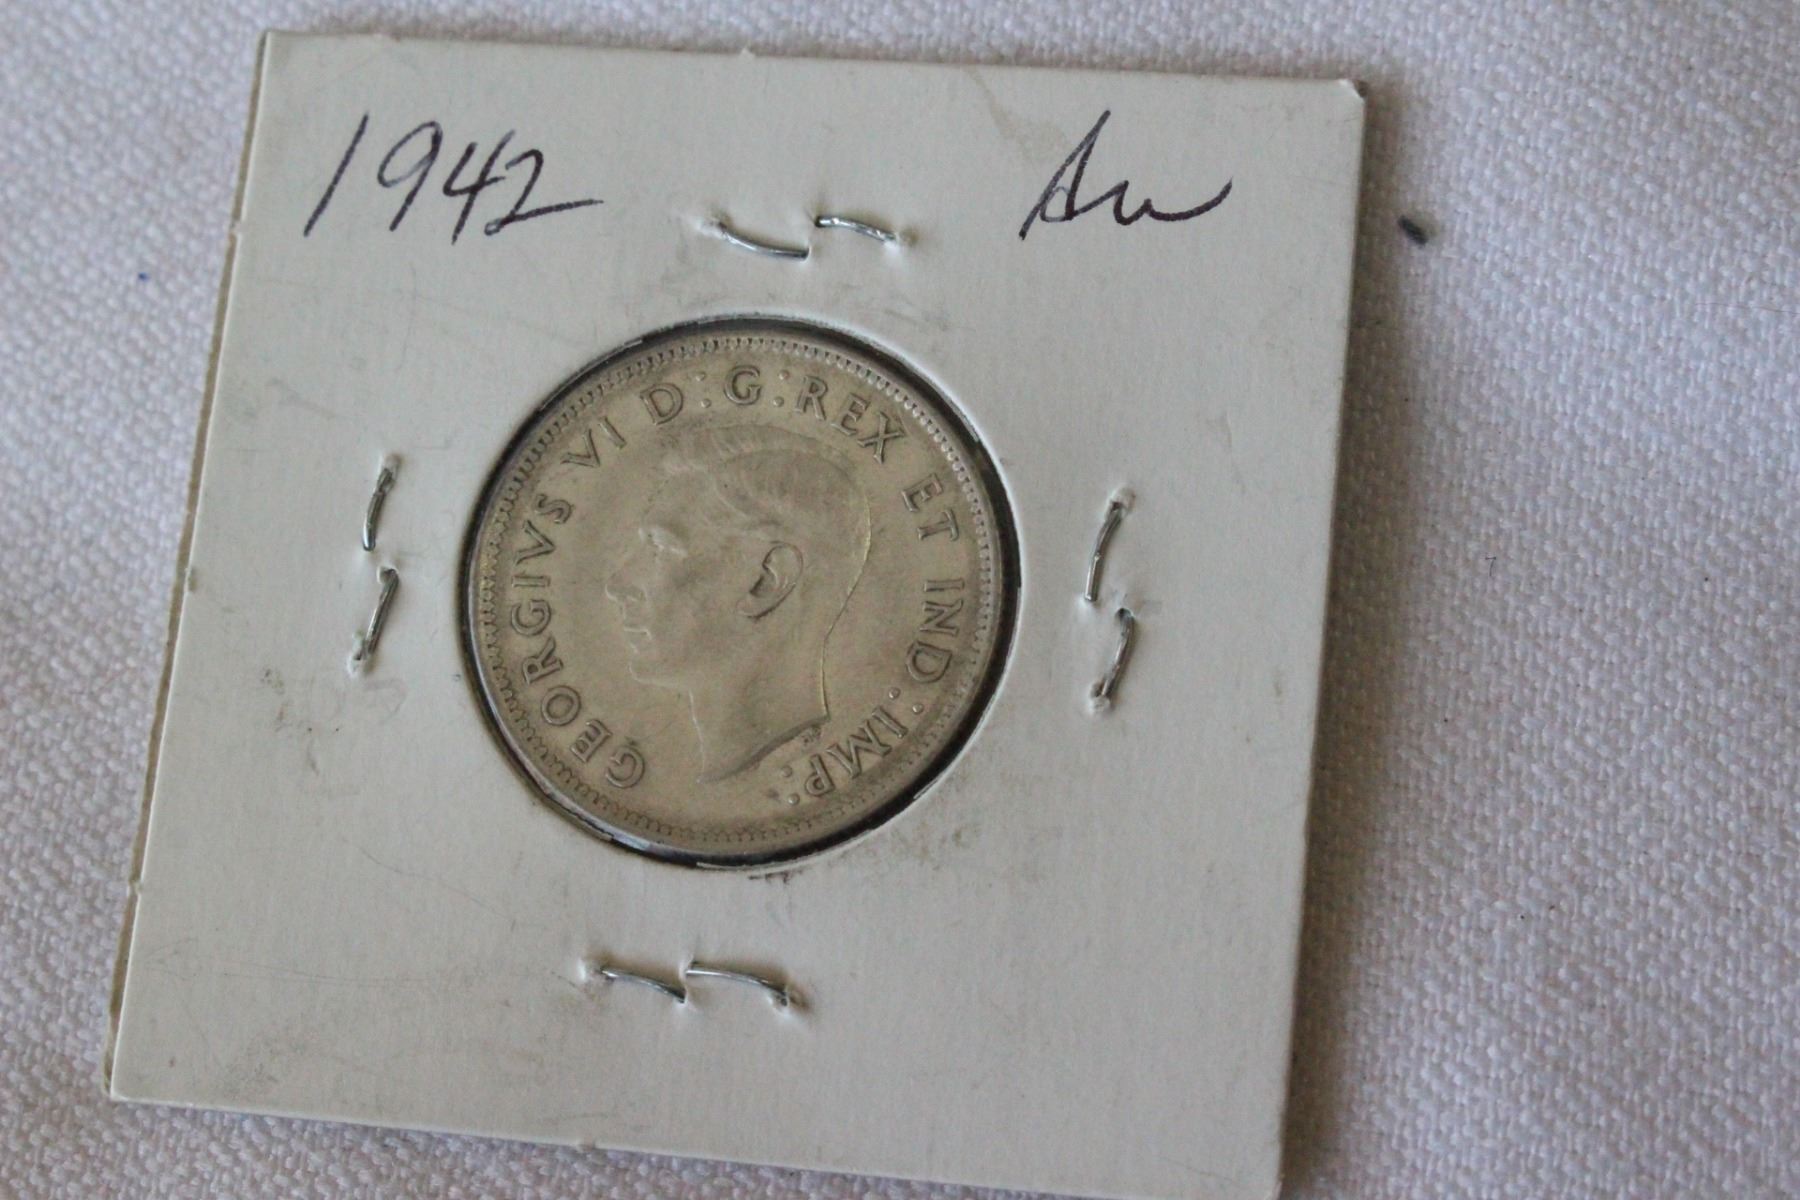 1942 Au
GEORGIVS VI D:G:REX ET IND:IMP: